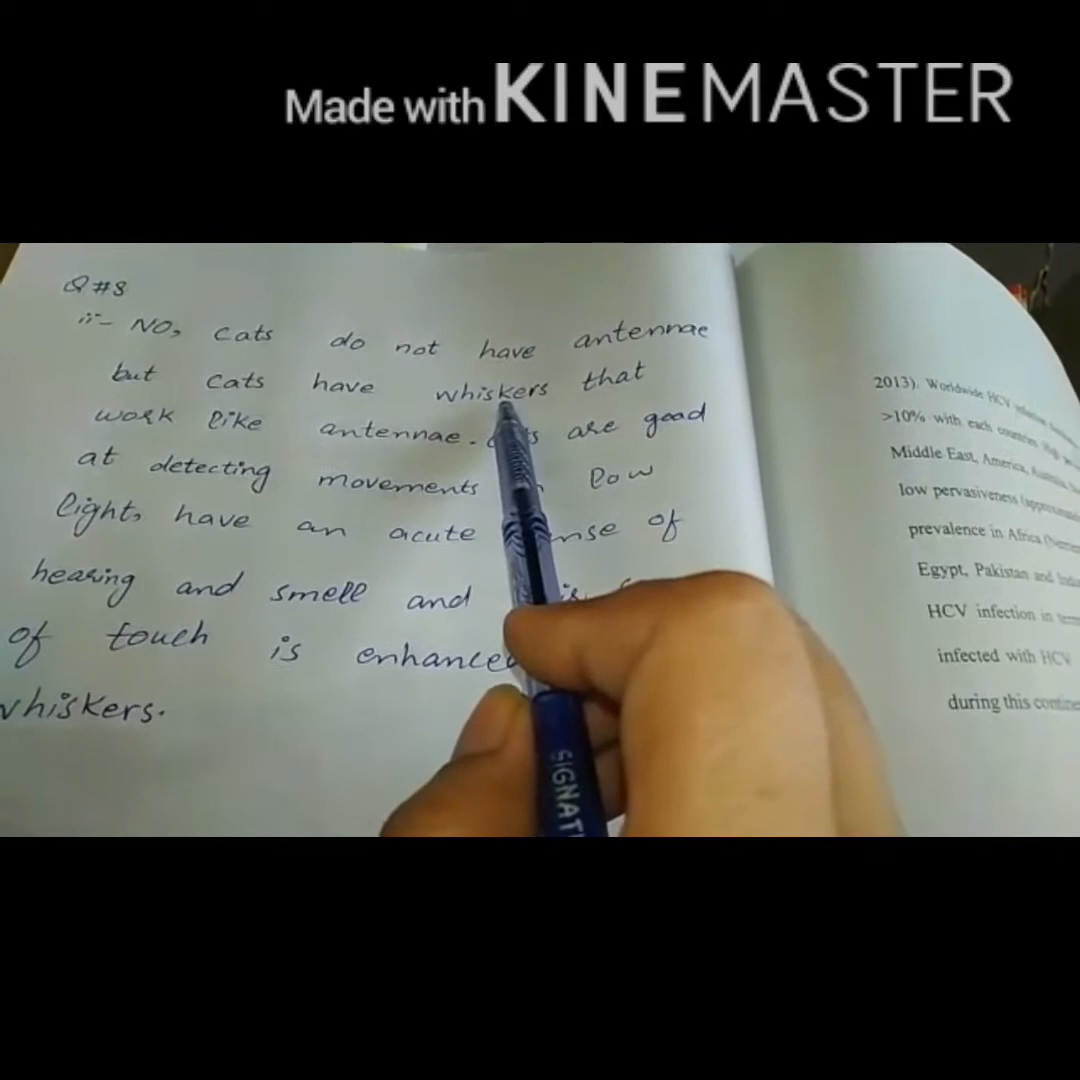 Made with KINEMASTER
Q #8
ii- NO, cats do not have antennae
but cats have whiskers that
work like antennae. are good
at detecting movements low
light, have an acute of
hearing and smell and
of touch is enhanced
whiskers.
2013). Worldwide HCV
>10% with each countries
Middle East, America,
low pervasiveness
prevalence in Africa
Egypt, Pakistan and
HCV infection in
infected with HCV
during this
SIGNAT